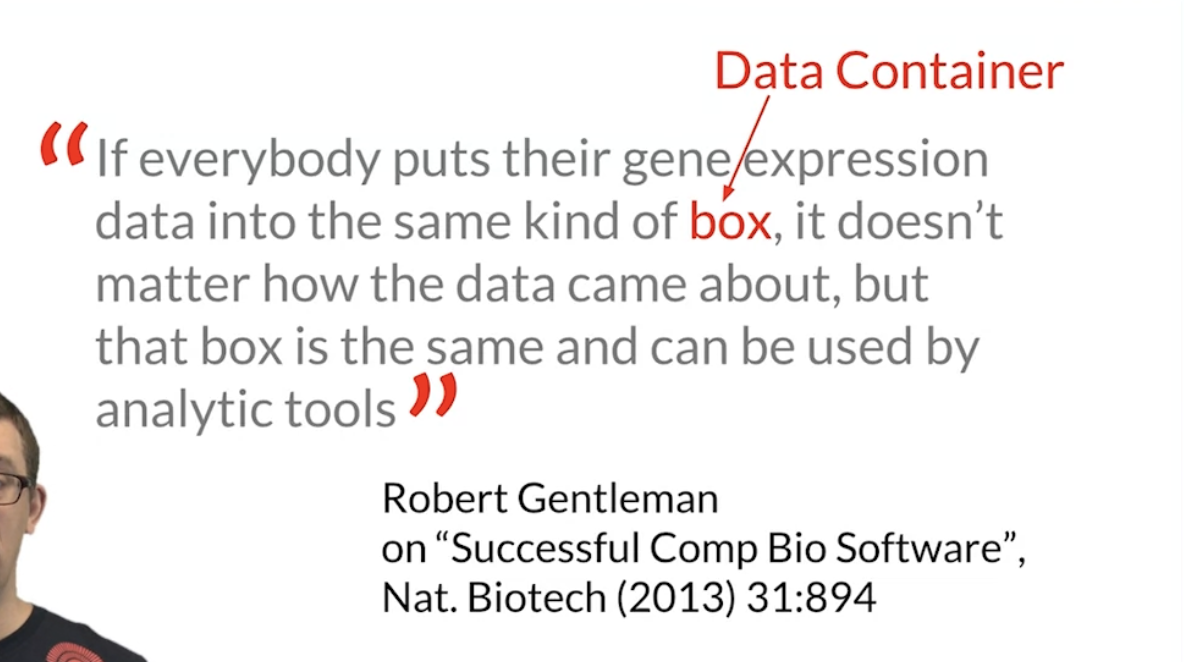 Data Container
“If everybody puts their gene expression
data into the same kind of box, it doesn’t
matter how the data came about, but
that box is the same and can be used by
analytic tools”
Robert Gentleman
on “Successful Comp Bio Software”,
Nat. Biotech (2013) 31:894